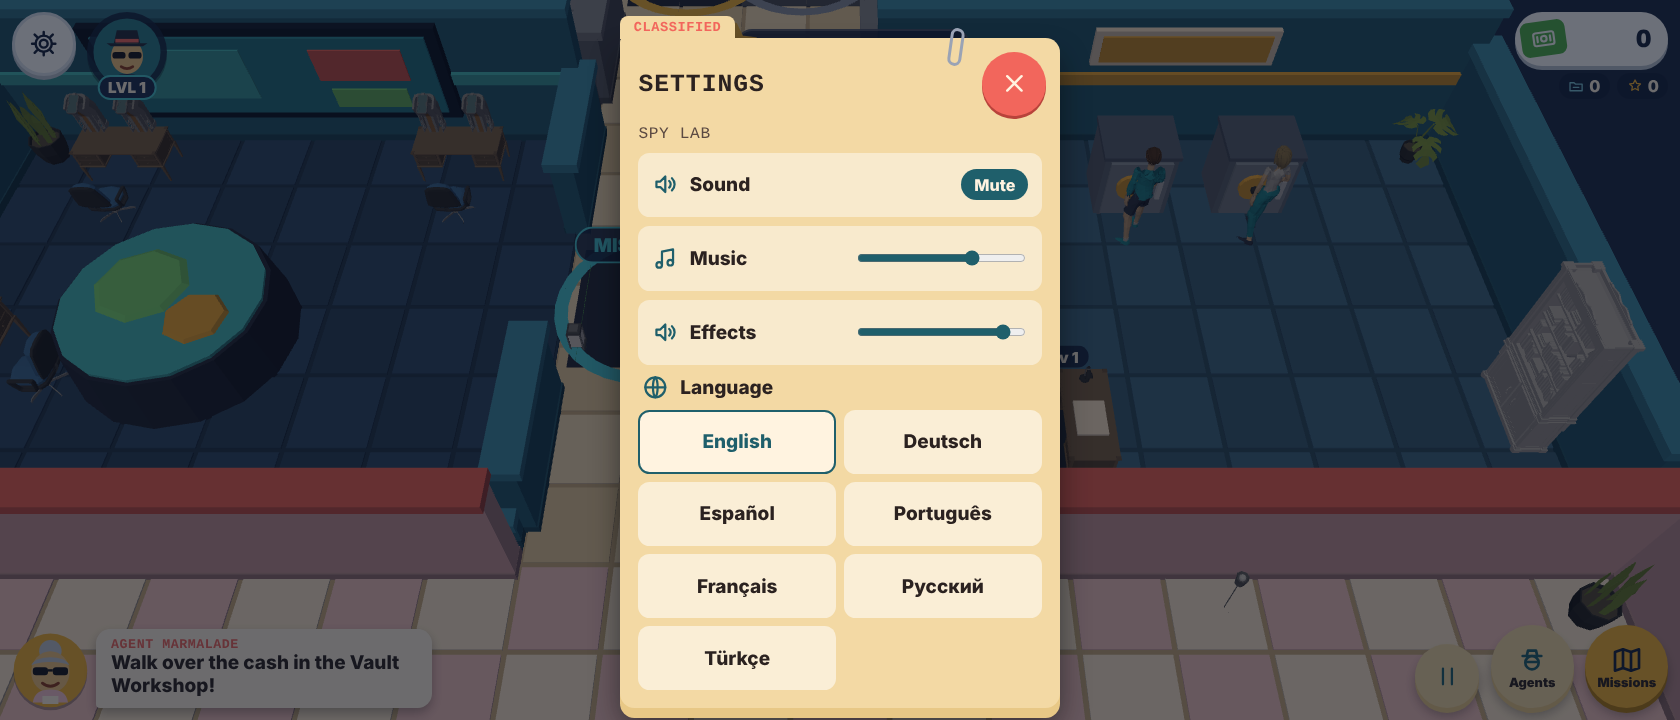 CLASSIFIED
SETTINGS
SPY LAB
Sound
Mute
Music
Effects
Language
English
Deutsch
Español
Português
Français
Русский
Türkçe
LVL 1
0
0
0
AGENT MARMALADE
Walk over the cash in the Vault
Workshop!
Agents
Missions